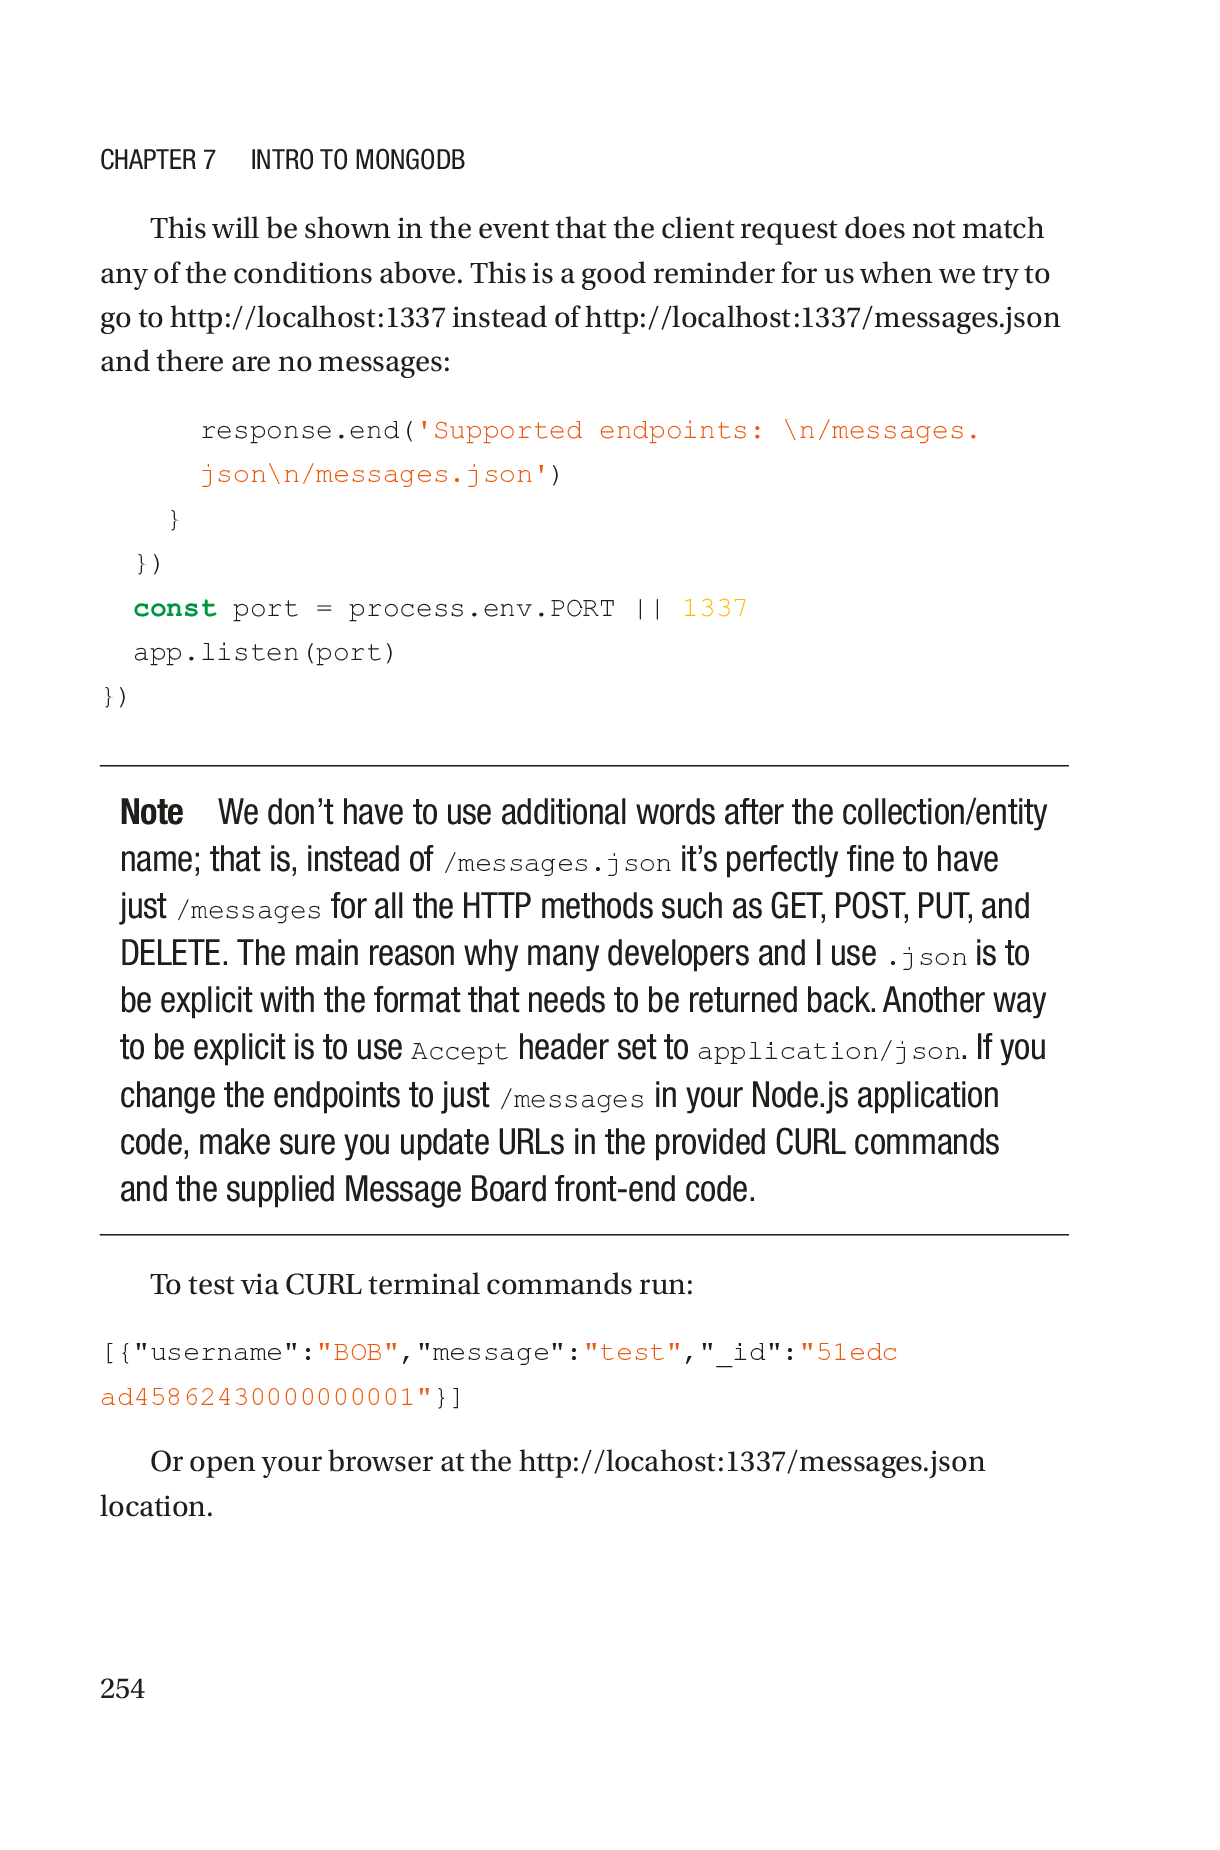 CHAPTER 7 INTRO TO MONGODB
This will be shown in the event that the client request does not match
any of the conditions above. This is a good reminder for us when we try to
go to http://localhost:1337 instead of http://localhost:1337/messages.json
and there are no messages:
response.end('Supported endpoints: \n/messages.
json\n/messages.json')
}
})
const port = process.env.PORT || 1337
app.listen(port)
})
Note We don’t have to use additional words after the collection/entity
name; that is, instead of /messages.json it’s perfectly fine to have
just /messages for all the HTTP methods such as GET, POST, PUT, and
DELETE. The main reason why many developers and I use .json is to
be explicit with the format that needs to be returned back. Another way
to be explicit is to use Accept header set to application/json. If you
change the endpoints to just /messages in your Node.js application
code, make sure you update URLs in the provided CURL commands
and the supplied Message Board front-end code.
To test via CURL terminal commands run:
[{"username":"BOB","message":"test","_id":"51edc
ad45862430000000001"}]
Or open your browser at the http://locahost:1337/messages.json
location.
254